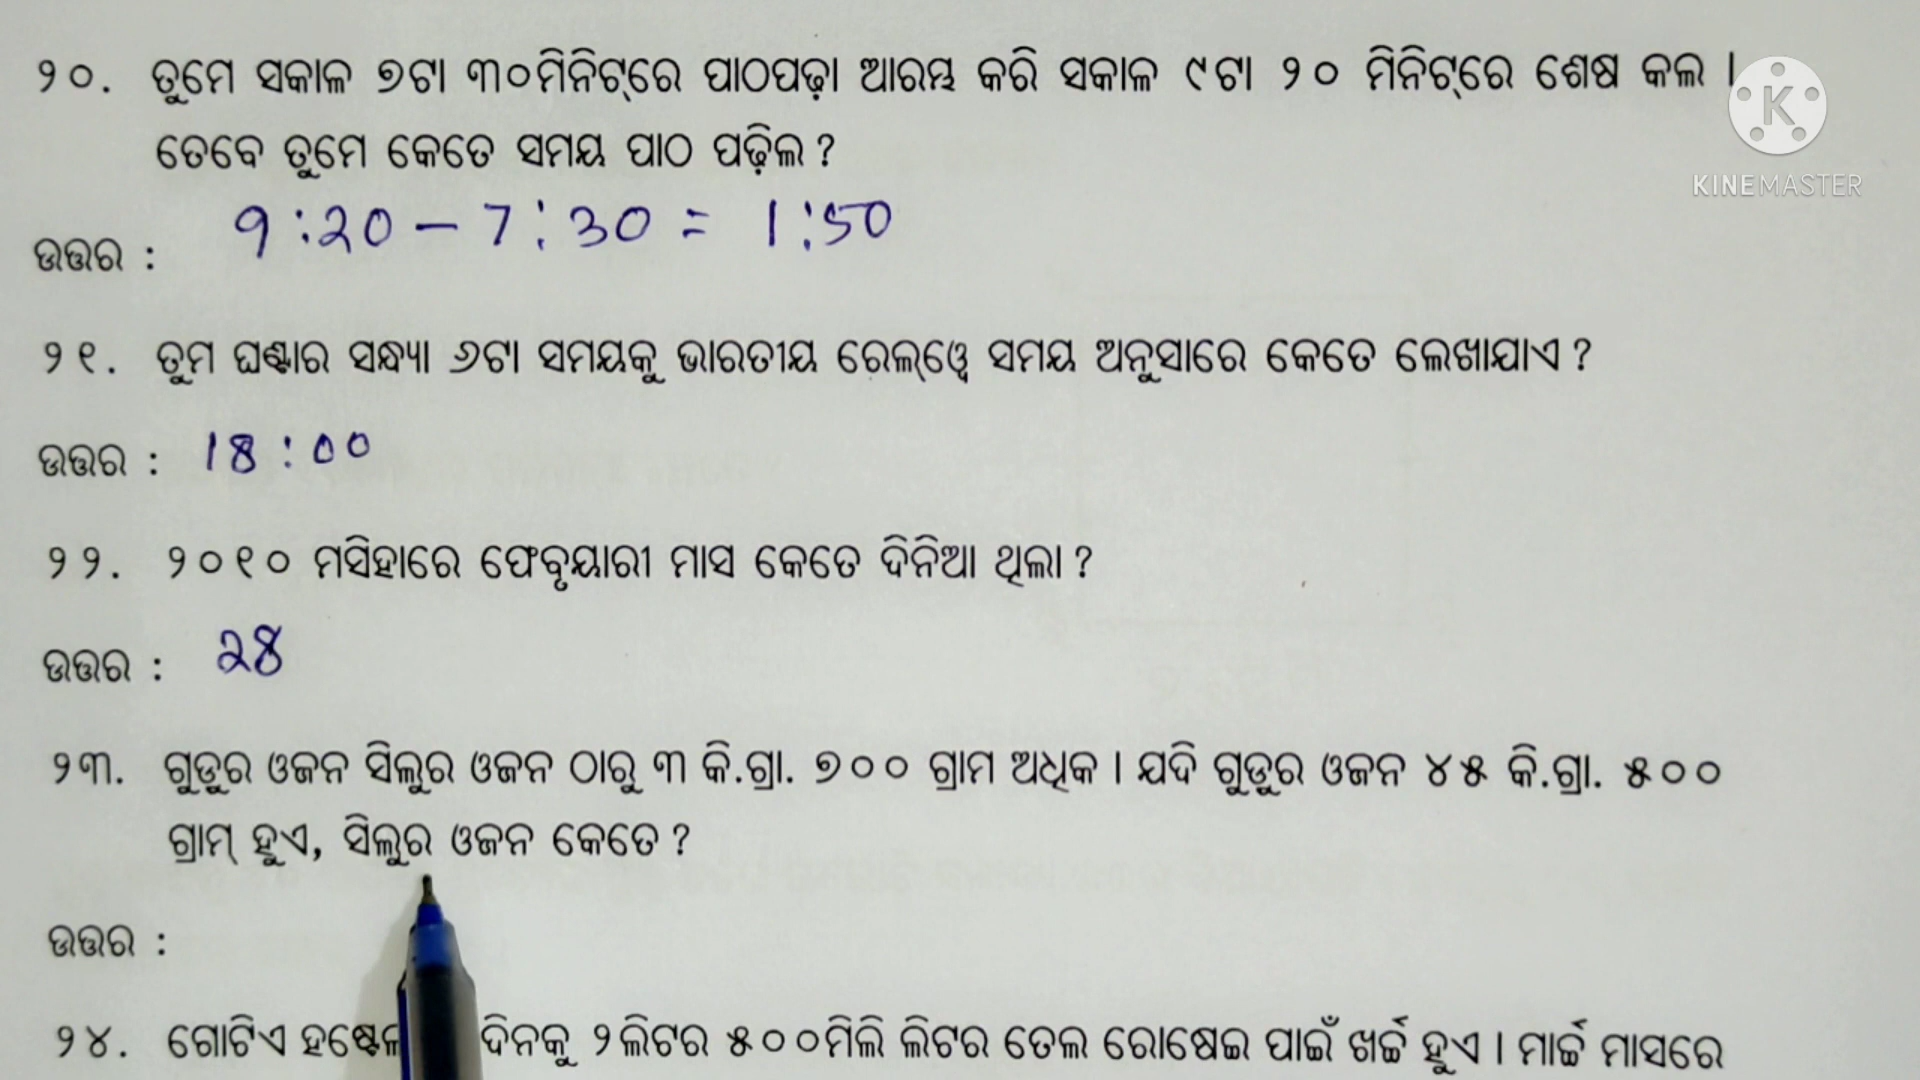 ୨୦. ତୁମେ ସକାଳ ୭ଟା ୩୦ମିନିଟ୍‌ରେ ପାଠପଢ଼ା ଆରମ୍ଭ କରି ସକାଳ ୯ଟା ୨୦ ମିନିଟ୍‌ରେ ଶେଷ କଲ ।
ତେବେ ତୁମେ କେତେ ସମୟ ପାଠ ପଢ଼ିଲ ?
ଉତ୍ତର : 9:20 - 7:30 = 1:50
୨୧. ତୁମ ଘଣ୍ଟାର ସନ୍ଧ୍ୟା ୬ଟା ସମୟକୁ ଭାରତୀୟ ରେଲ୍‌ୱେ ସମୟ ଅନୁସାରେ କେତେ ଲେଖାଯାଏ ?
ଉତ୍ତର : 18:00
୨୨. ୨୦୧୦ ମସିହାରେ ଫେବୃୟାରୀ ମାସ କେତେ ଦିନିଆ ଥିଲା ?
ଉତ୍ତର : 28
୨୩. ଗୁଡୁର ଓଜନ ସିଲୁର ଓଜନ ଠାରୁ ୩ କି.ଗ୍ରା. ୭୦୦ ଗ୍ରାମ ଅଧିକ । ଯଦି ଗୁଡୁର ଓଜନ ୪୫ କି.ଗ୍ରା. ୫୦୦
ଗ୍ରାମ୍ ହୁଏ, ସିଲୁର ଓଜନ କେତେ ?
ଉତ୍ତର :
୨୪. ଗୋଟିଏ ଦିନକୁ ୨ଲିଟର ୫୦୦ମିଲି ଲିଟର ତେଲ ରୋଷେଇ ପାଇଁ ଖର୍ଚ୍ଚ ହୁଏ । ମାର୍ଚ୍ଚ ମାସରେ
KINEMASTER